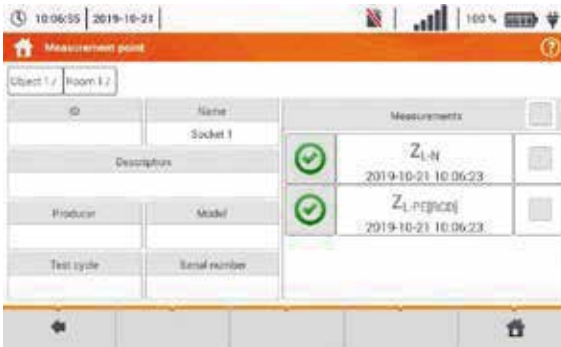 10:06:55 2019-10-21 100 %
Measurement point ?
Object 1 / Room 1 /
ID Name Measurements
Socket 1
Description
ZL-N
2019-10-21 10:06:23
Producer Model
ZL-PE[RCD]
2019-10-21 10:06:23
Test cycle Serial number